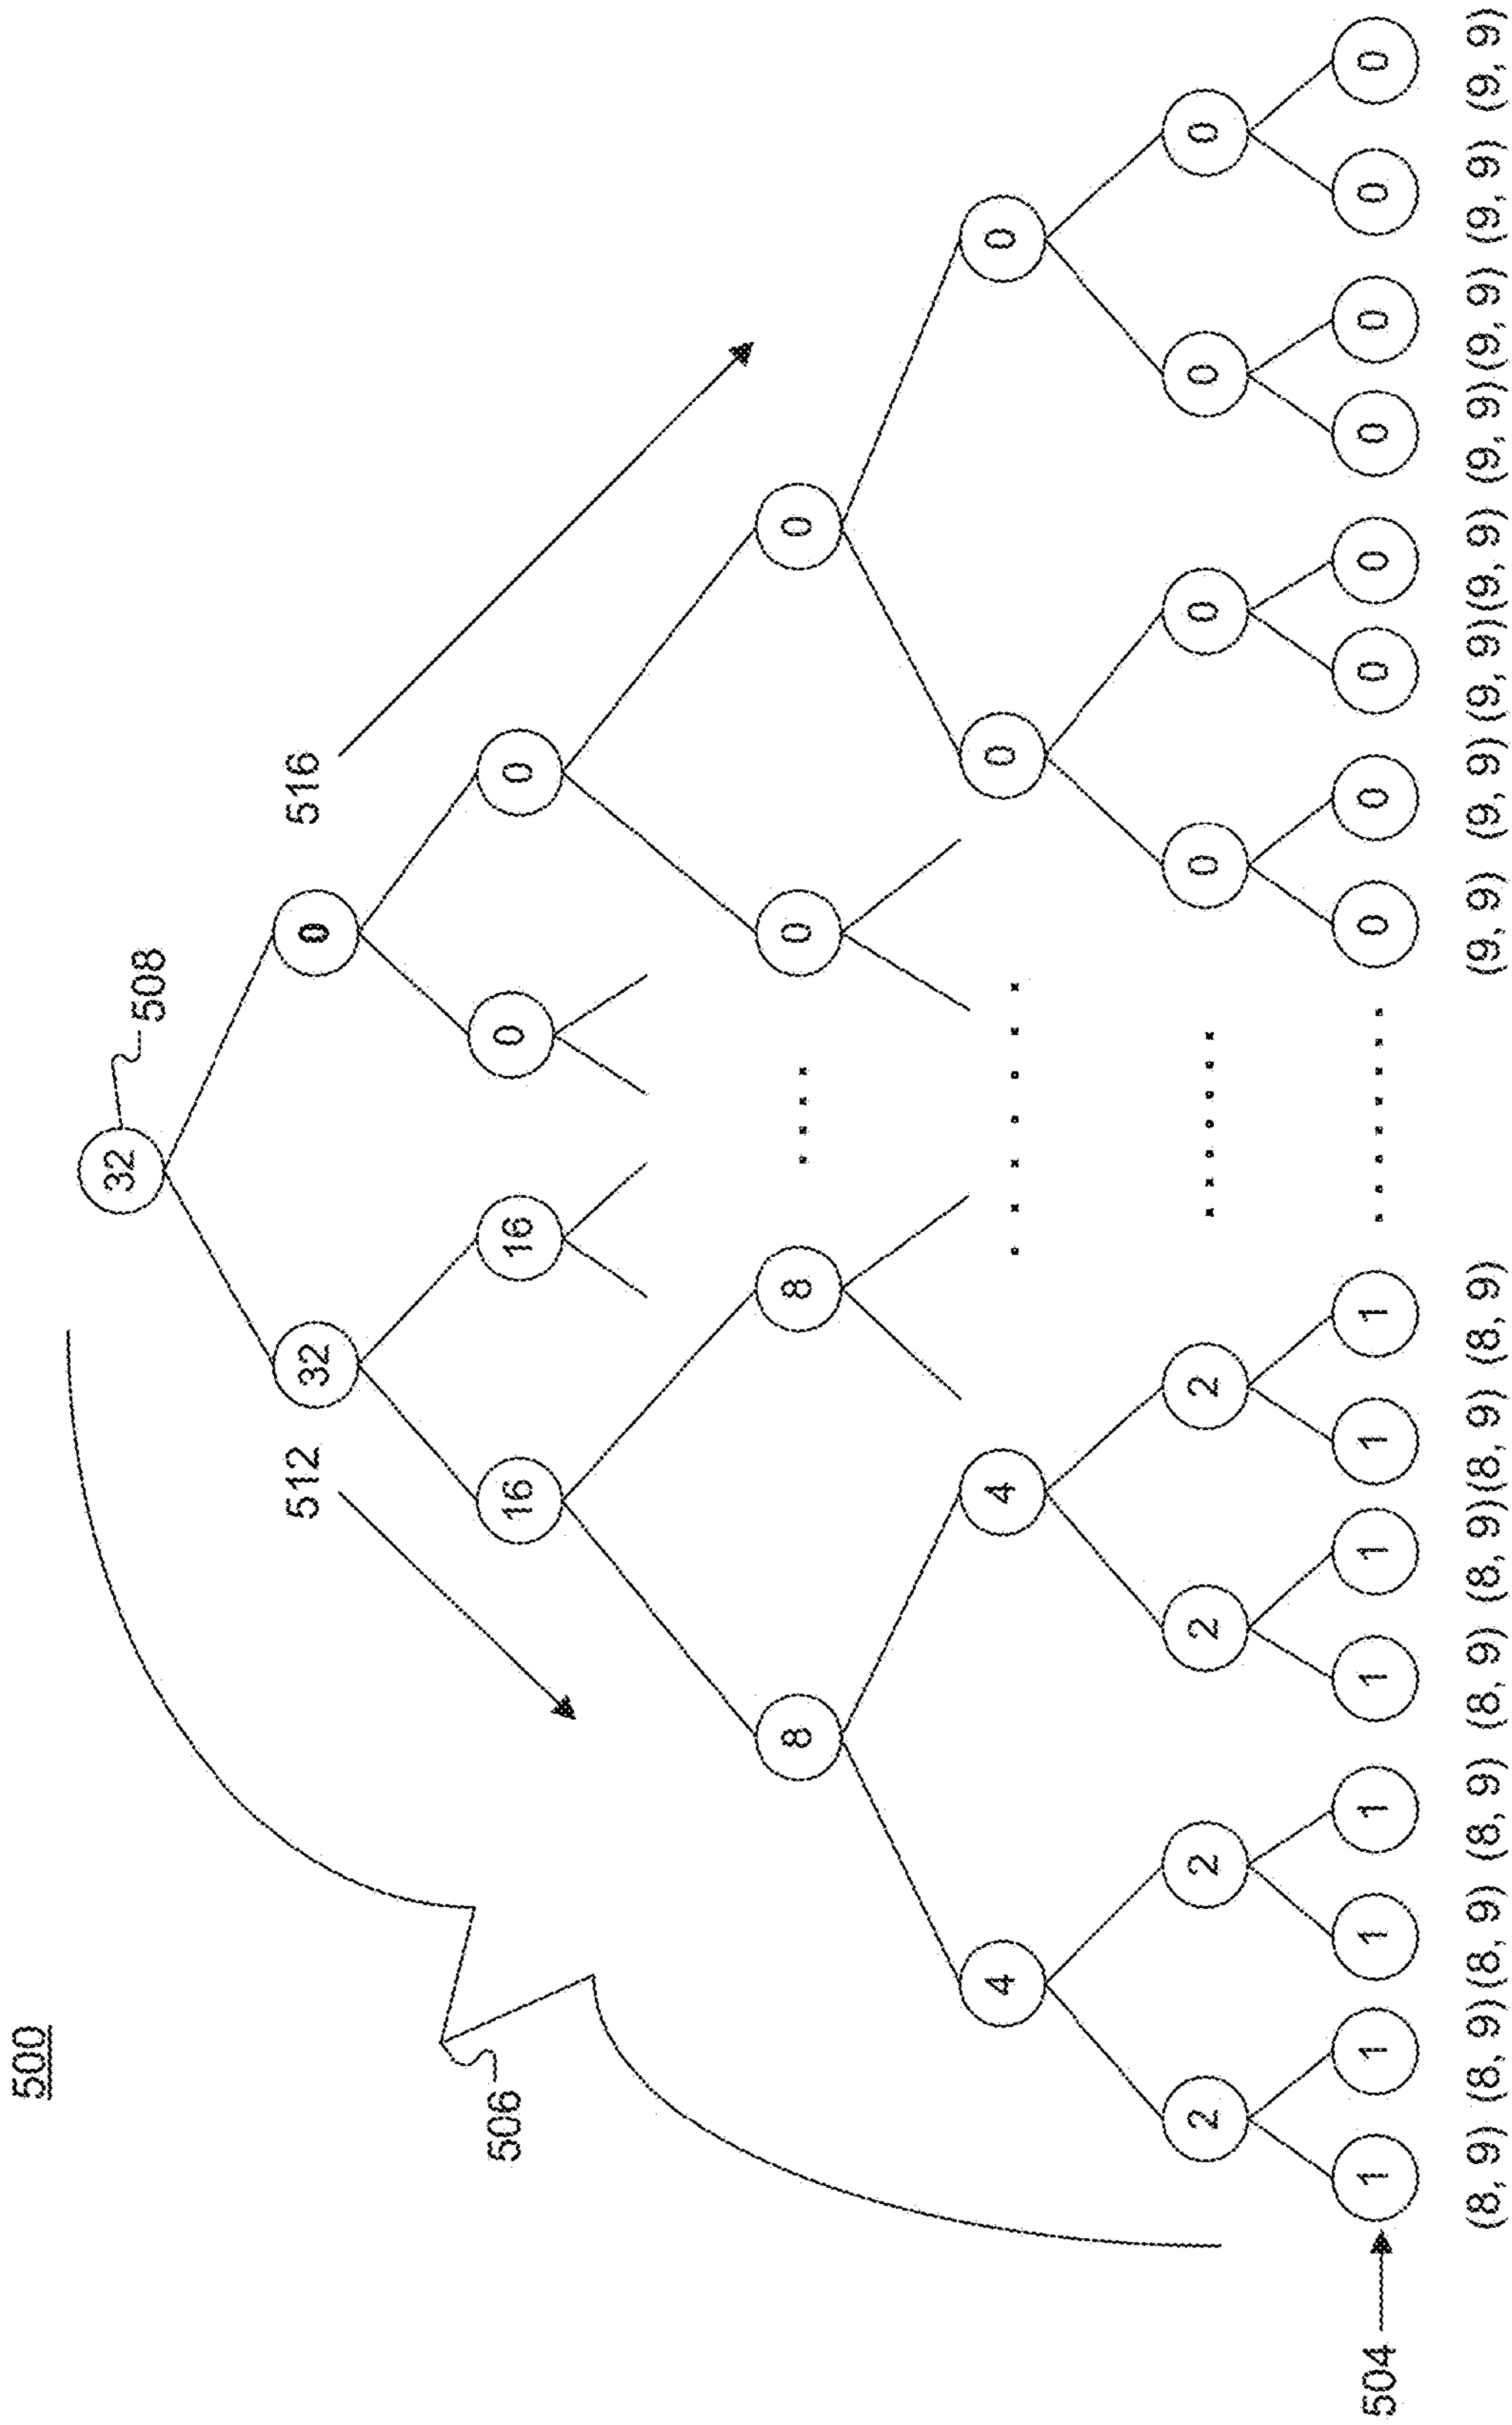 500
32 508
512 32 0 516
506 16 16 0 0
8 8 .... 0 0
4 4 ....... 0 0
2 2 2 2 ....... 0 0 0 0
504 1 1 1 1 1 1 1 1 ........ 0 0 0 0 0 0 0 0
(8, 9) (8, 9)(8, 9) (8, 9) (8, 9) (8, 9)(8, 9) (8, 9) (9, 9) (9, 9)(9, 9)(9, 9) (9, 9)(9, 9) (9, 9) (9, 9)